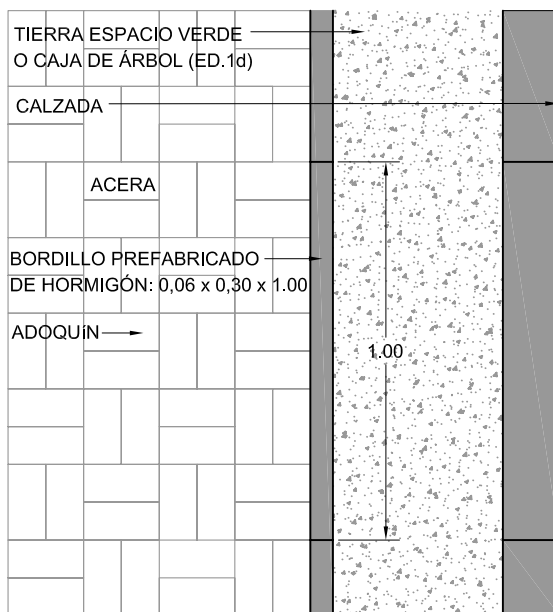 TIERRA ESPACIO VERDE
O CAJA DE ÁRBOL (ED.1d)
CALZADA
ACERA
BORDILLO PREFABRICADO
DE HORMIGÓN: 0,06 x 0,30 x 1.00
ADOQUíN
1.00